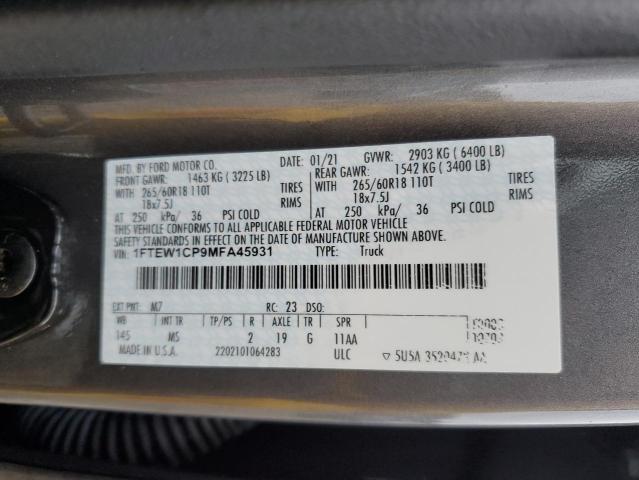 MFD. BY FORD MOTOR CO. DATE: 01/21 GVWR: 2903 KG ( 6400 LB)
FRONT GAWR: 1463 KG ( 3225 LB) REAR GAWR: 1542 KG ( 3400 LB)
WITH 265/60R18 110T TIRES WITH 265/60R18 110T TIRES
18x7.5J RIMS 18x7.5J RIMS
AT 250 kPa/ 36 PSI COLD AT 250 kPa/ 36 PSI COLD
THIS VEHICLE CONFORMS TO ALL APPLICABLE FEDERAL MOTOR VEHICLE
SAFETY STANDARDS IN EFFECT ON THE DATE OF MANUFACTURE SHOWN ABOVE.
VIN: 1FTEW1CP9MFA45931 TYPE: Truck
EXT PNT: M7 RC: 23 DSO:
WB INT TR TP/PS R AXLE TR SPR
145 MS 2 19 G 11AA
MADE IN U.S.A. 2202101064283 ULC